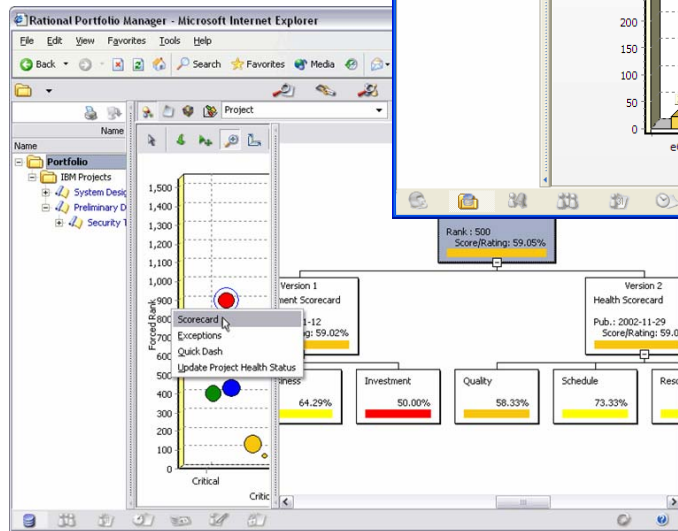 Rational Portfolio Manager - Microsoft Internet Explorer
File Edit View Favorites Tools Help
Back Search Favorites Media
Project
Name
Name
Portfolio
IBM Projects
System Desig
Preliminary D
Security T
200
150
100
50
0
Forced Rank
1,500
1,400
1,300
1,200
1,100
1,000
900
800
700
600
500
400
300
200
100
0
Critical
Critic
Scorecard
Exceptions
Quick Dash
Update Project Health Status
Rank : 500
Score/Rating: 59.05%
Version 1
ment Scorecard
1-12
ng: 59.02%
Version 2
Health Scorecard
Pub.: 2002-11-29
Score/Rating: 59.0
iness
64.29%
Investment
50.00%
Quality
58.33%
Schedule
73.33%
Resc